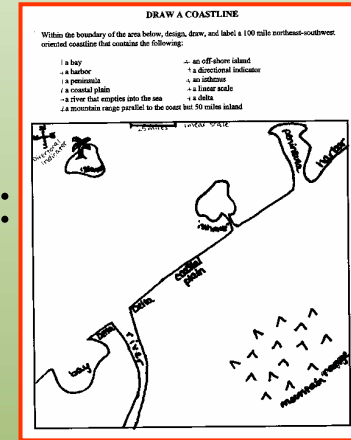 DRAW A COASTLINE
Within the boundary of the area below, design, draw, and label a 100 mile northeast-southwest
oriented coastline that contains the following:
a bay
a harbor
a peninsula
a coastal plain
a river that empties into the sea
a mountain range parallel to the coast but 50 miles island
an off-shore island
a directional indicator
an isthmus
a linear scale
a delta
25 miles
linear scale
Directional
indicator
island
peninsula
harbor
isthmus
coastal
plain
Delta
Delta
river
bay
mountain range